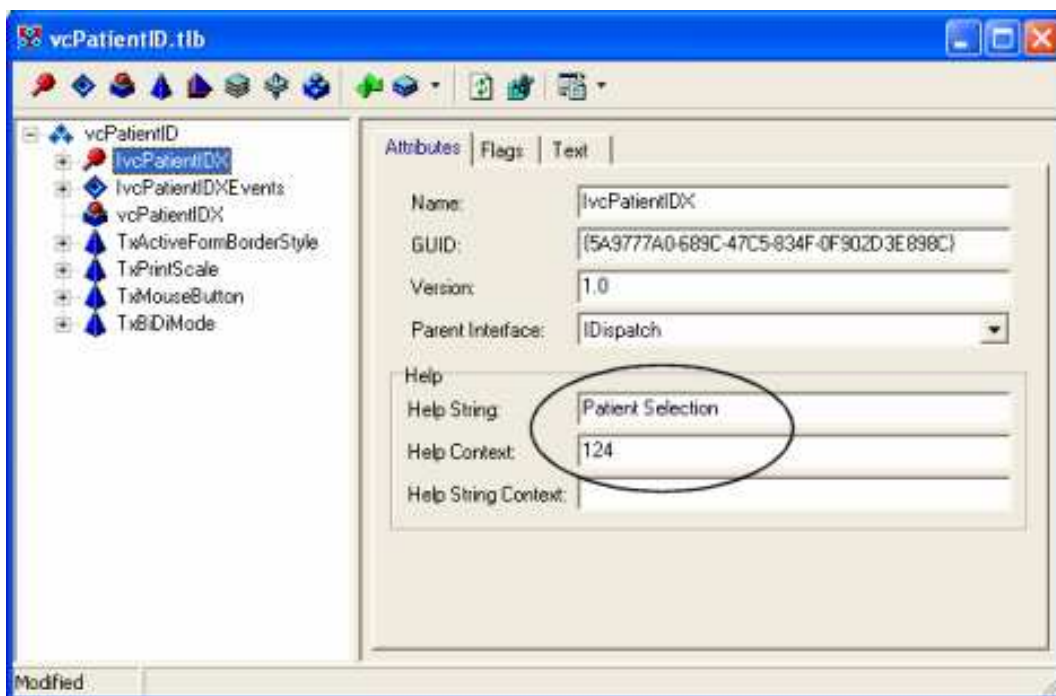 vcPatientID.tlb
vcPatientID
IvcPatientIDX
IvcPatientIDXEvents
vcPatientIDX
TxActiveFormBorderStyle
TxPrintScale
TxMouseButton
TxBiDiMode
Attributes Flags Text
Name: IvcPatientIDX
GUID: {5A9777A0-689C-47C5-834F-0F902D3E898C}
Version: 1.0
Parent Interface: IDispatch
Help
Help String: Patient Selection
Help Context: 124
Help String Context:
Modified